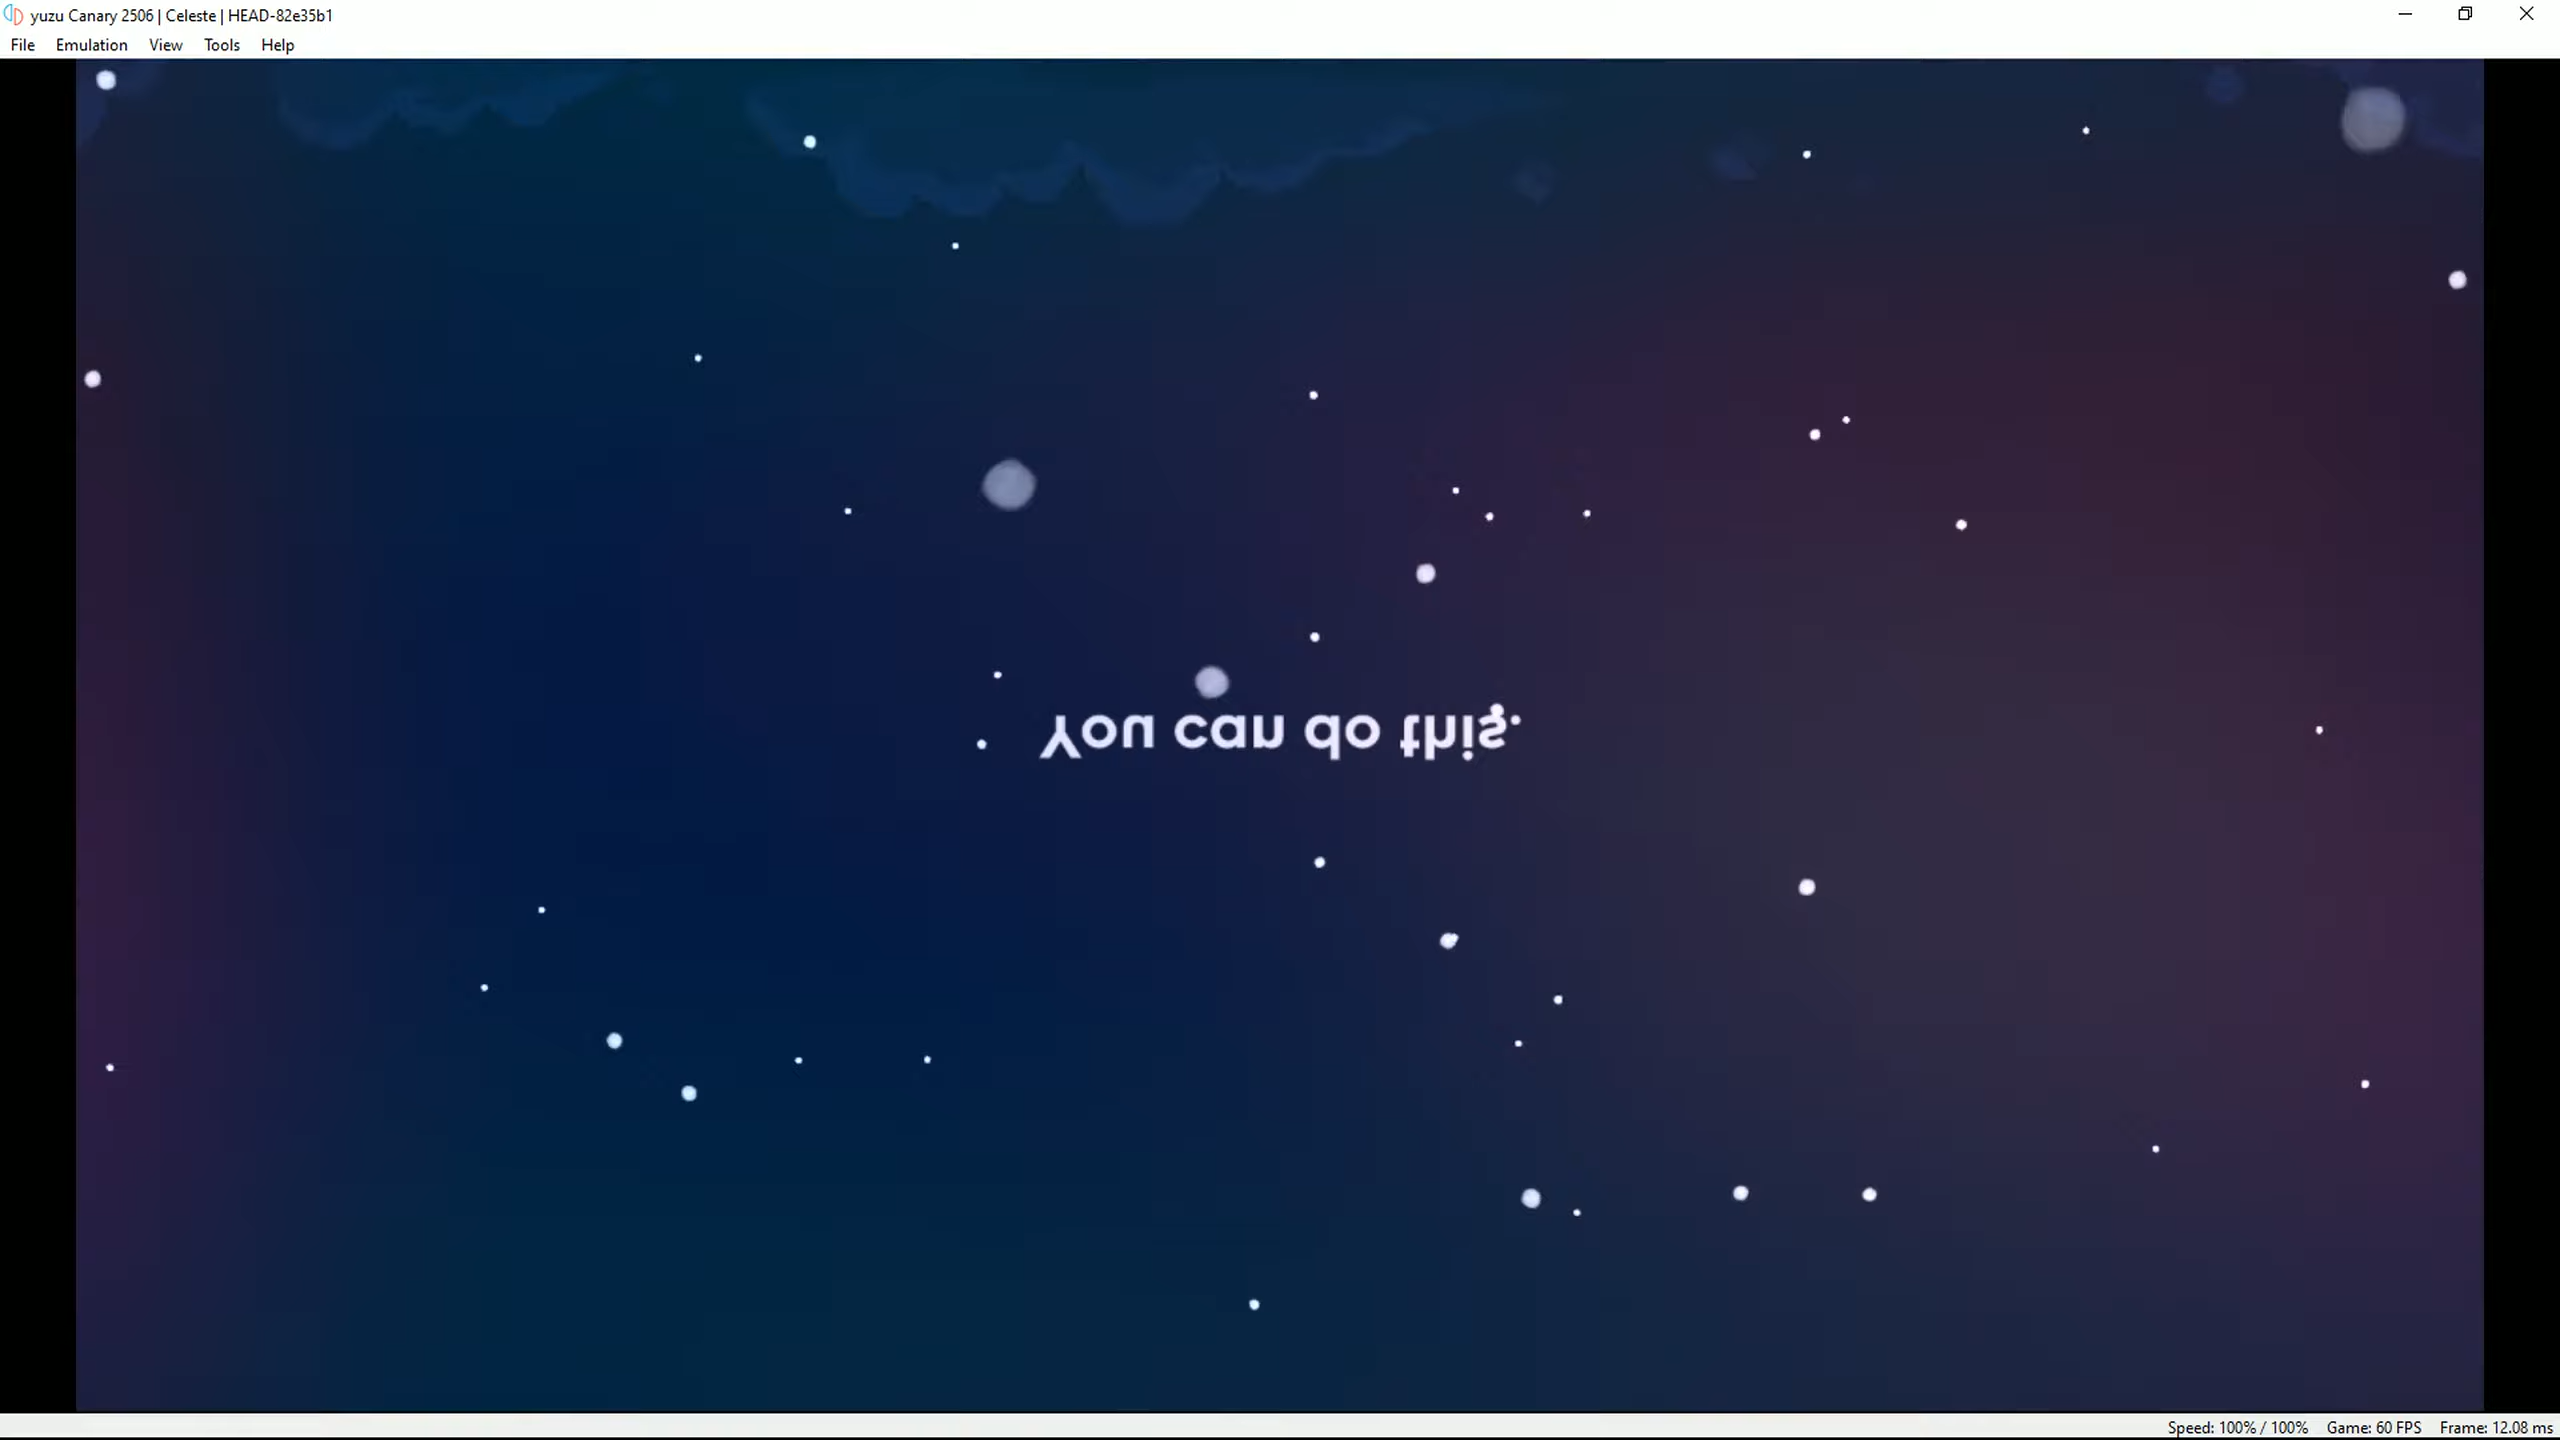 yuzu Canary 2506 | Celeste | HEAD-82e35b1
File Emulation View Tools Help
You can do this.
Speed: 100% / 100% Game: 60 FPS Frame: 12.08 ms